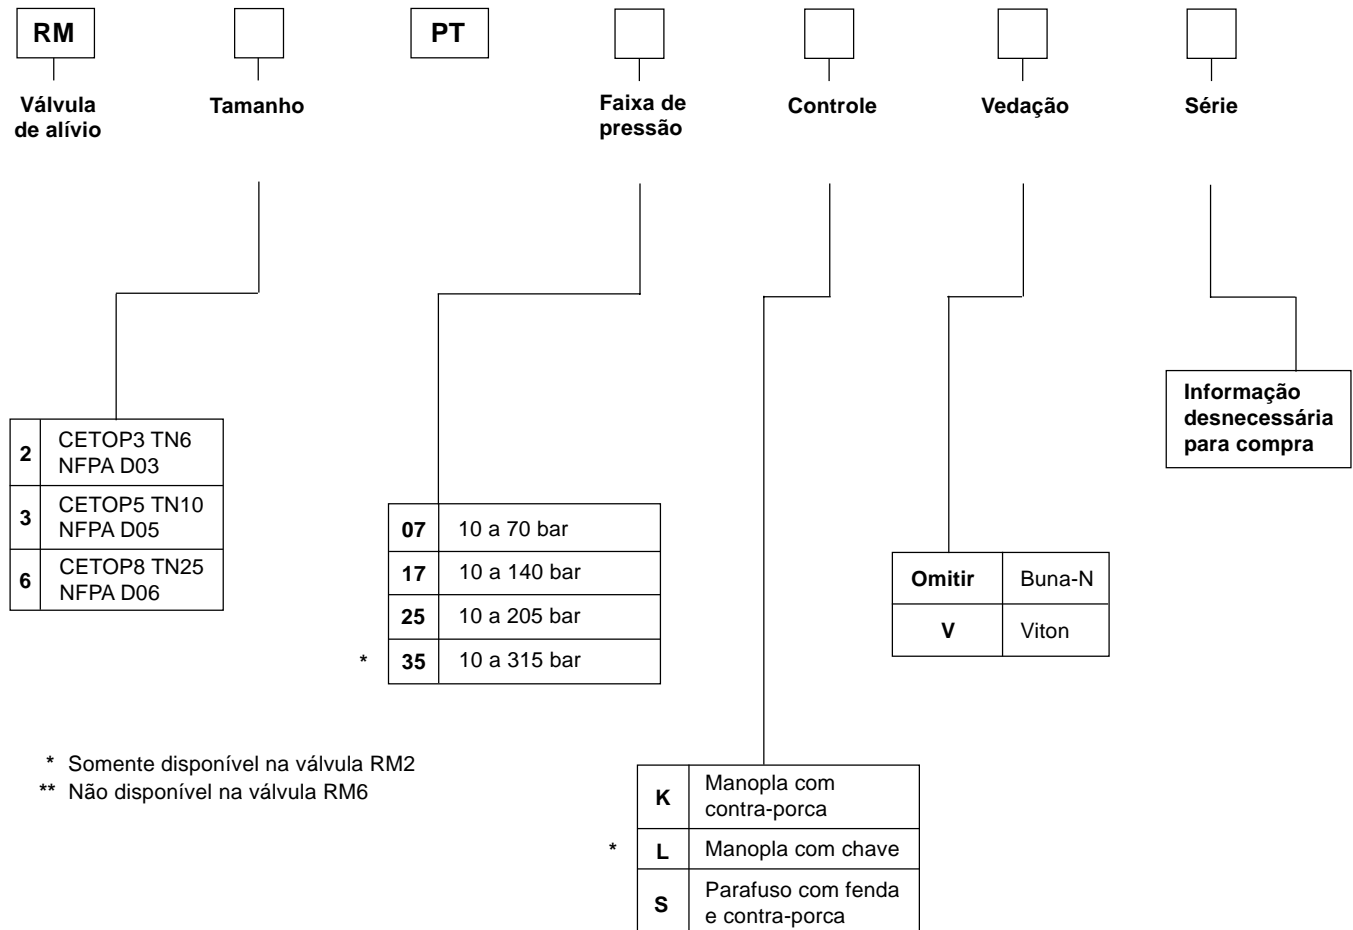 RM
PT
Válvula
de alívio
Tamanho
Faixa de
pressão
Controle
Vedação
Série
2
CETOP3 TN6
NFPA D03
3
CETOP5 TN10
NFPA D05
6
CETOP8 TN25
NFPA D06
07 10 a 70 bar
17 10 a 140 bar
25 10 a 205 bar
* 35 10 a 315 bar
Omitir Buna-N
V Viton
Informação
desnecessária
para compra
* Somente disponível na válvula RM2
** Não disponível na válvula RM6
K
Manopla com
contra-porca
* L Manopla com chave
S
Parafuso com fenda
e contra-porca